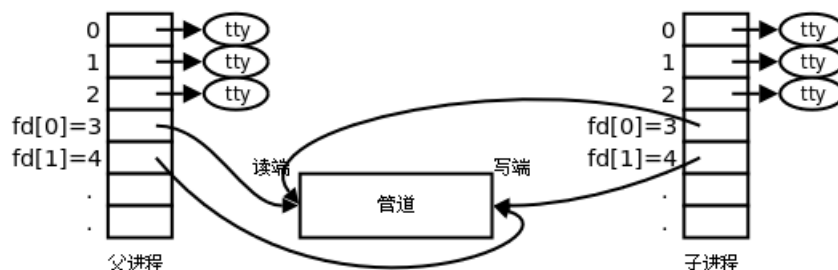 0 tty
1 tty
2 tty
fd[0]=3
fd[1]=4
.
.
父进程
读端
管道
写端
0 tty
1 tty
2 tty
fd[0]=3
fd[1]=4
.
.
子进程